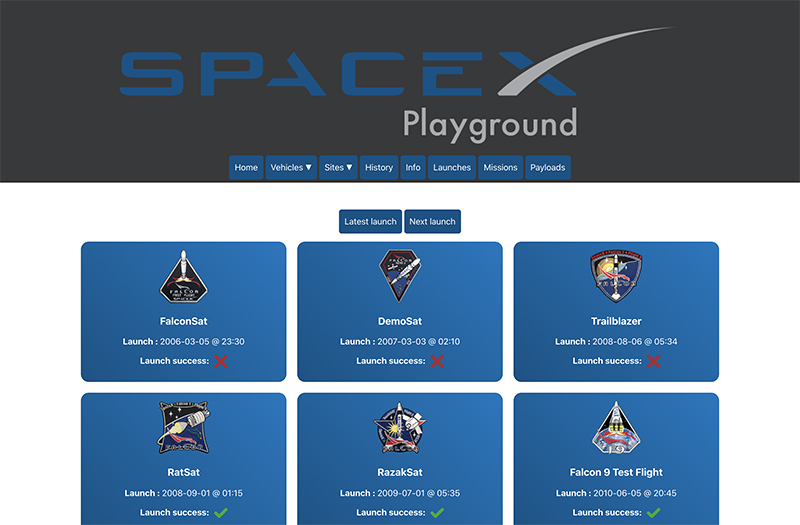 SPACEX
Playground
Home Vehicles ▼ Sites ▼ History Info Launches Missions Payloads
Latest launch Next launch
FALCON
FIRST FLIGHT
FalconSat
Launch : 2006-03-05 @ 23:30
Launch success:
DemoSat
Launch : 2007-03-03 @ 02:10
Launch success:
Trailblazer
Launch : 2008-08-06 @ 05:34
Launch success:
RatSat
Launch : 2008-09-01 @ 01:15
Launch success:
RazakSat
Launch : 2009-07-01 @ 05:35
Launch success:
Falcon 9 Test Flight
Launch : 2010-06-05 @ 20:45
Launch success: